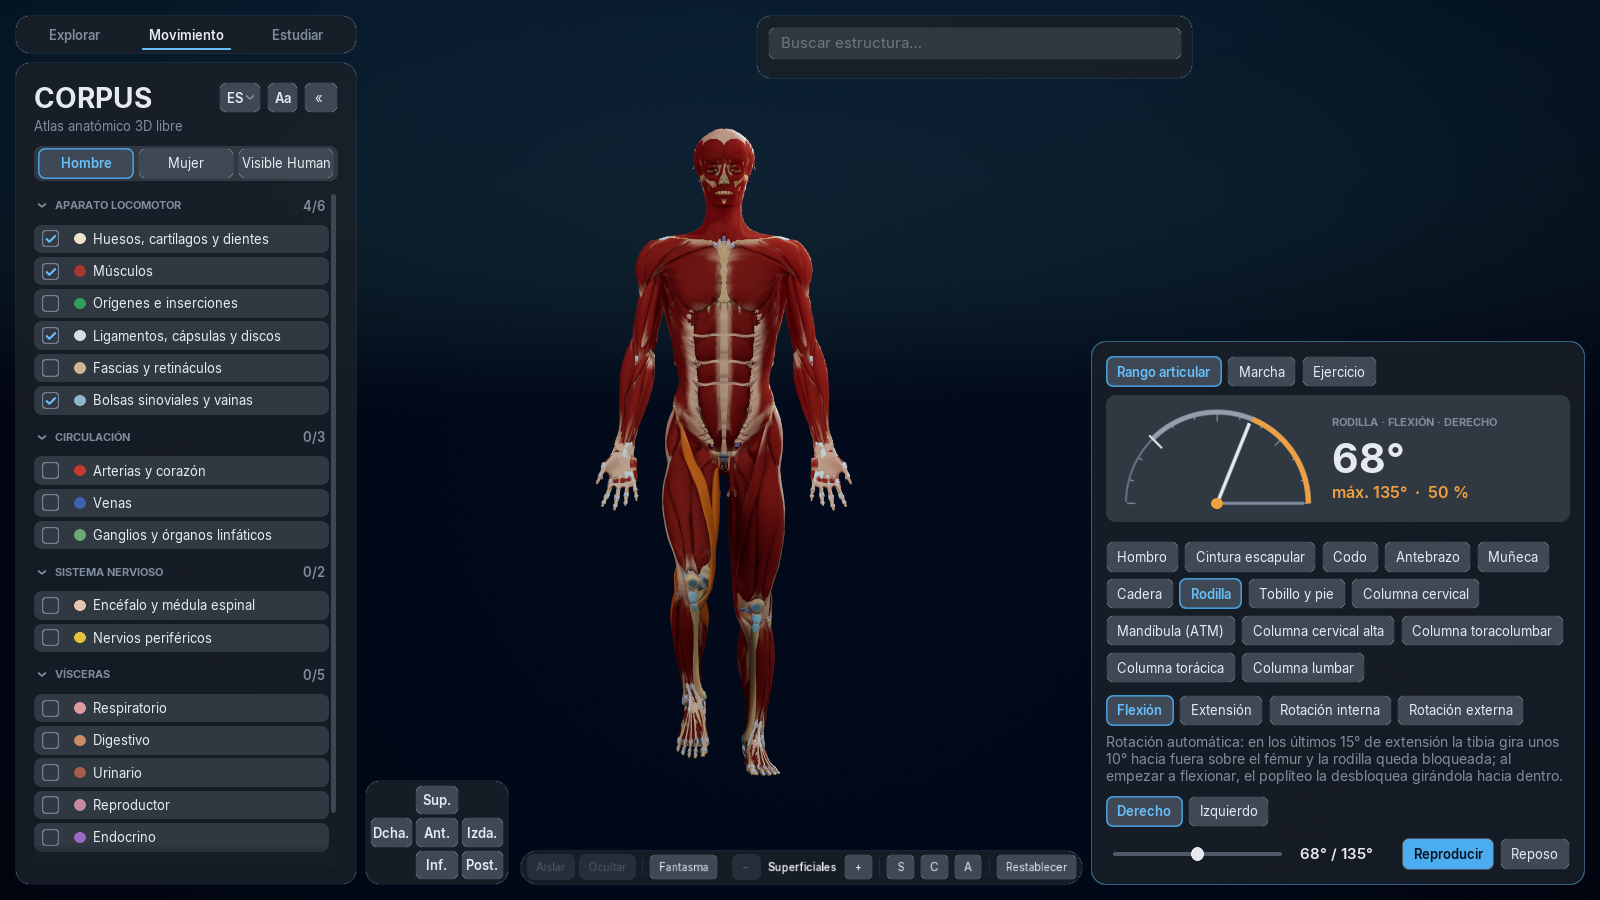 Explorar
Movimiento
Estudiar
Buscar estructura...
CORPUS
ES
Aa
«
Atlas anatómico 3D libre
Hombre
Mujer
Visible Human
APARATO LOCOMOTOR 4/6
Huesos, cartílagos y dientes
Músculos
Orígenes e inserciones
Ligamentos, cápsulas y discos
Fascias y retináculos
Bolsas sinoviales y vainas
CIRCULACIÓN 0/3
Arterias y corazón
Venas
Ganglios y órganos linfáticos
SISTEMA NERVIOSO 0/2
Encéfalo y médula espinal
Nervios periféricos
VÍSCERAS 0/5
Respiratorio
Digestivo
Urinario
Reproductor
Endocrino
Sup.
Dcha. Ant. Izda.
Inf. Post.
Aislar Ocultar Fantasma − Superficiales + S C A Restablecer
Rango articular Marcha Ejercicio
RODILLA · FLEXIÓN · DERECHO
68°
máx. 135° · 50 %
Hombro Cintura escapular Codo Antebrazo Muñeca
Cadera Rodilla Tobillo y pie Columna cervical
Mandíbula (ATM) Columna cervical alta Columna toracolumbar
Columna torácica Columna lumbar
Flexión Extensión Rotación interna Rotación externa
Rotación automática: en los últimos 15° de extensión la tibia gira unos
10° hacia fuera sobre el fémur y la rodilla queda bloqueada; al
empezar a flexionar, el poplíteo la desbloquea girándola hacia dentro.
Derecho Izquierdo
68° / 135° Reproducir Reposo